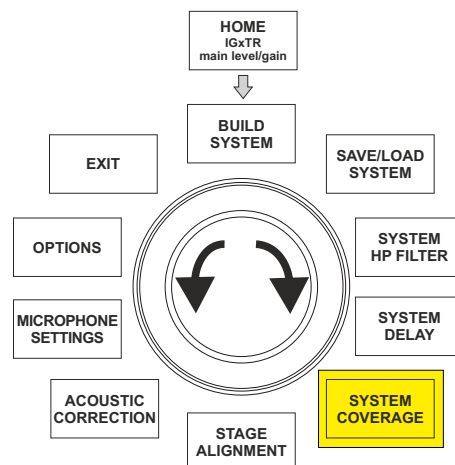 HOME
IGxTR
main level/gain
BUILD
SYSTEM
SAVE/LOAD
SYSTEM
SYSTEM
HP FILTER
SYSTEM
DELAY
SYSTEM
COVERAGE
STAGE
ALIGNMENT
ACOUSTIC
CORRECTION
MICROPHONE
SETTINGS
OPTIONS
EXIT